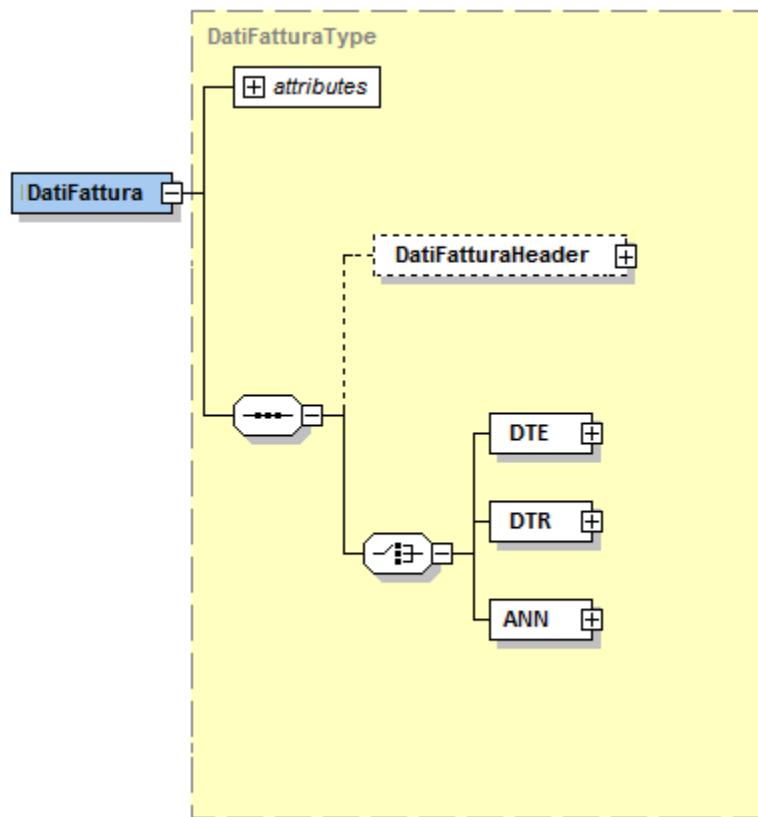 DatiFatturaType
attributes
DatiFattura
DatiFatturaHeader
DTE
DTR
ANN